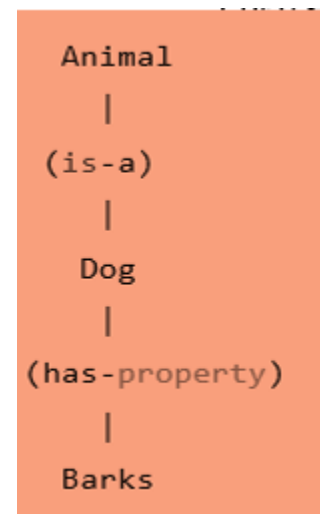 Animal
|
(is-a)
|
Dog
|
(has-property)
|
Barks